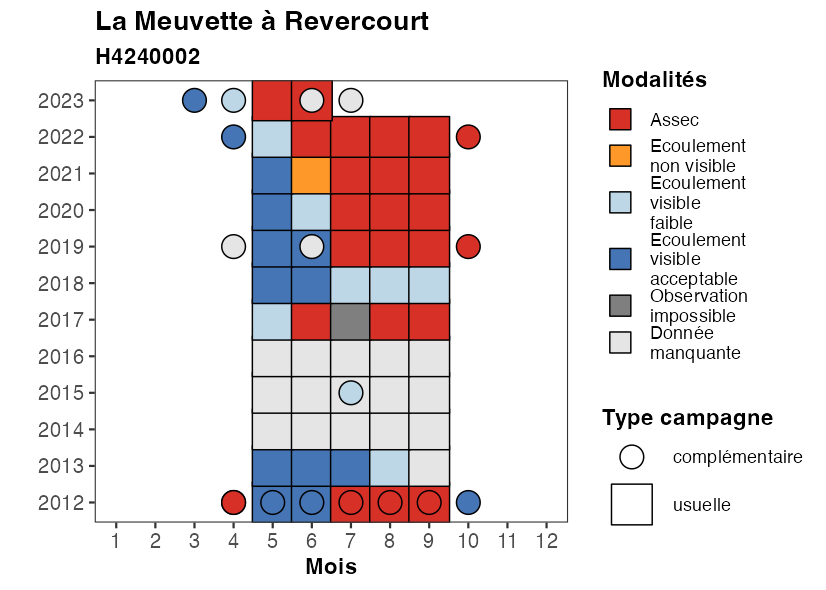 La Meuvette à Revercourt
H4240002
2023
2022
2021
2020
2019
2018
2017
2016
2015
2014
2013
2012
1 2 3 4 5 6 7 8 9 10 11 12
Mois
Modalités
Assec
Ecoulement
non visible
Ecoulement
visible
faible
Ecoulement
visible
acceptable
Observation
impossible
Donnée
manquante
Type campagne
complémentaire
usuelle